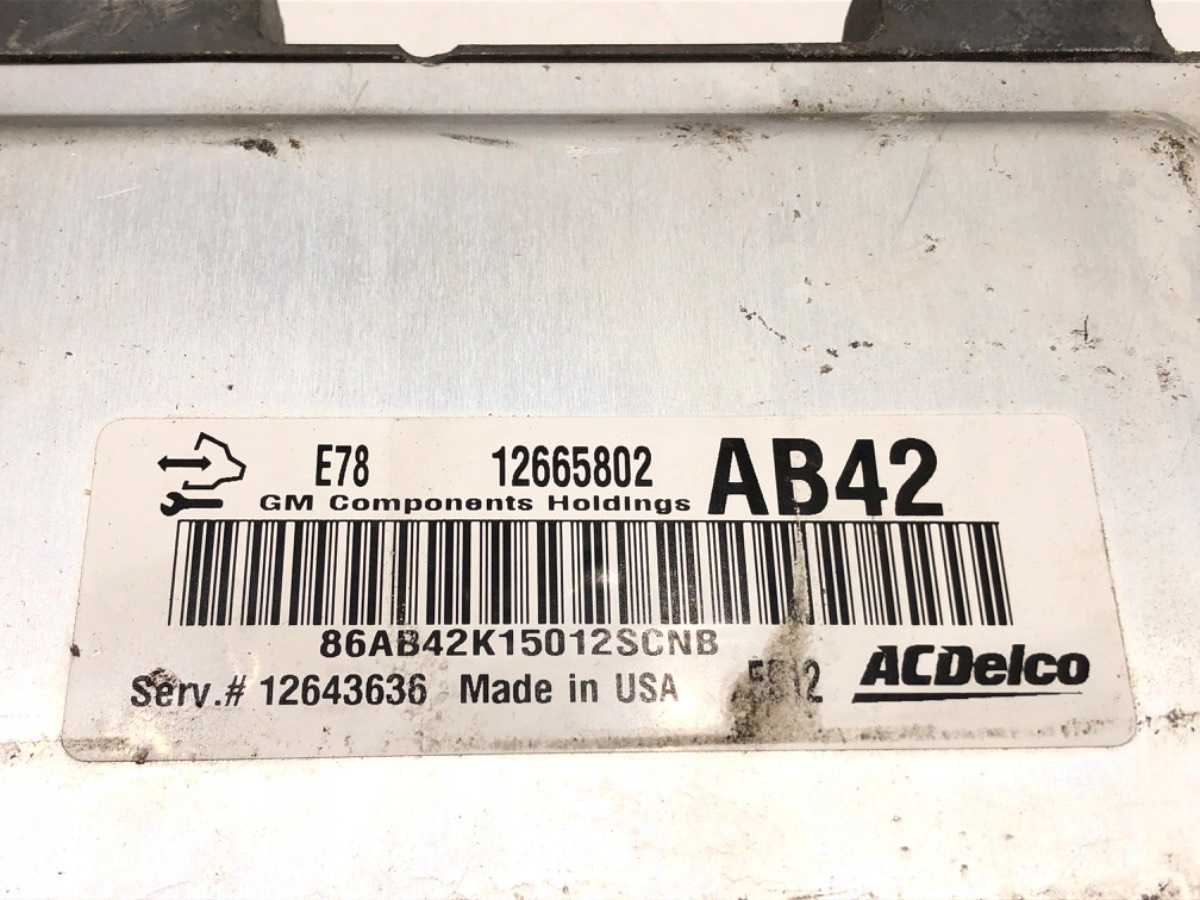 E78 12665802 AB42
GM Components Holdings
86AB42K15012SCNB
Serv.# 12643636 Made in USA ACDelco